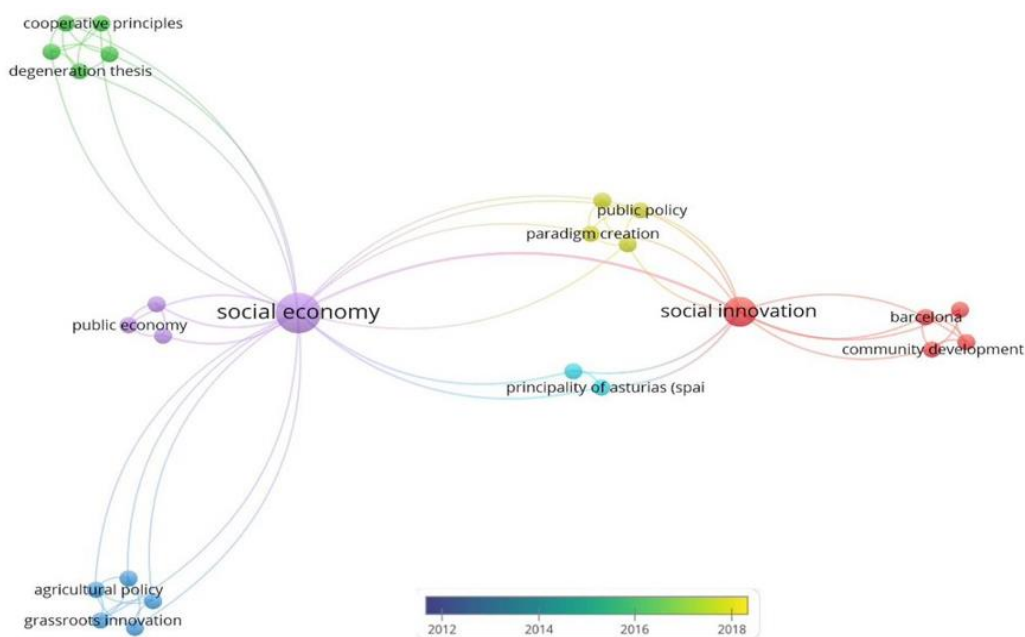 cooperative principles
degeneration thesis
public policy
paradigm creation
social economy
social innovation
public economy
barcelona
community development
principality of asturias (spai
agricultural policy
grassroots innovation
2012 2014 2016 2018